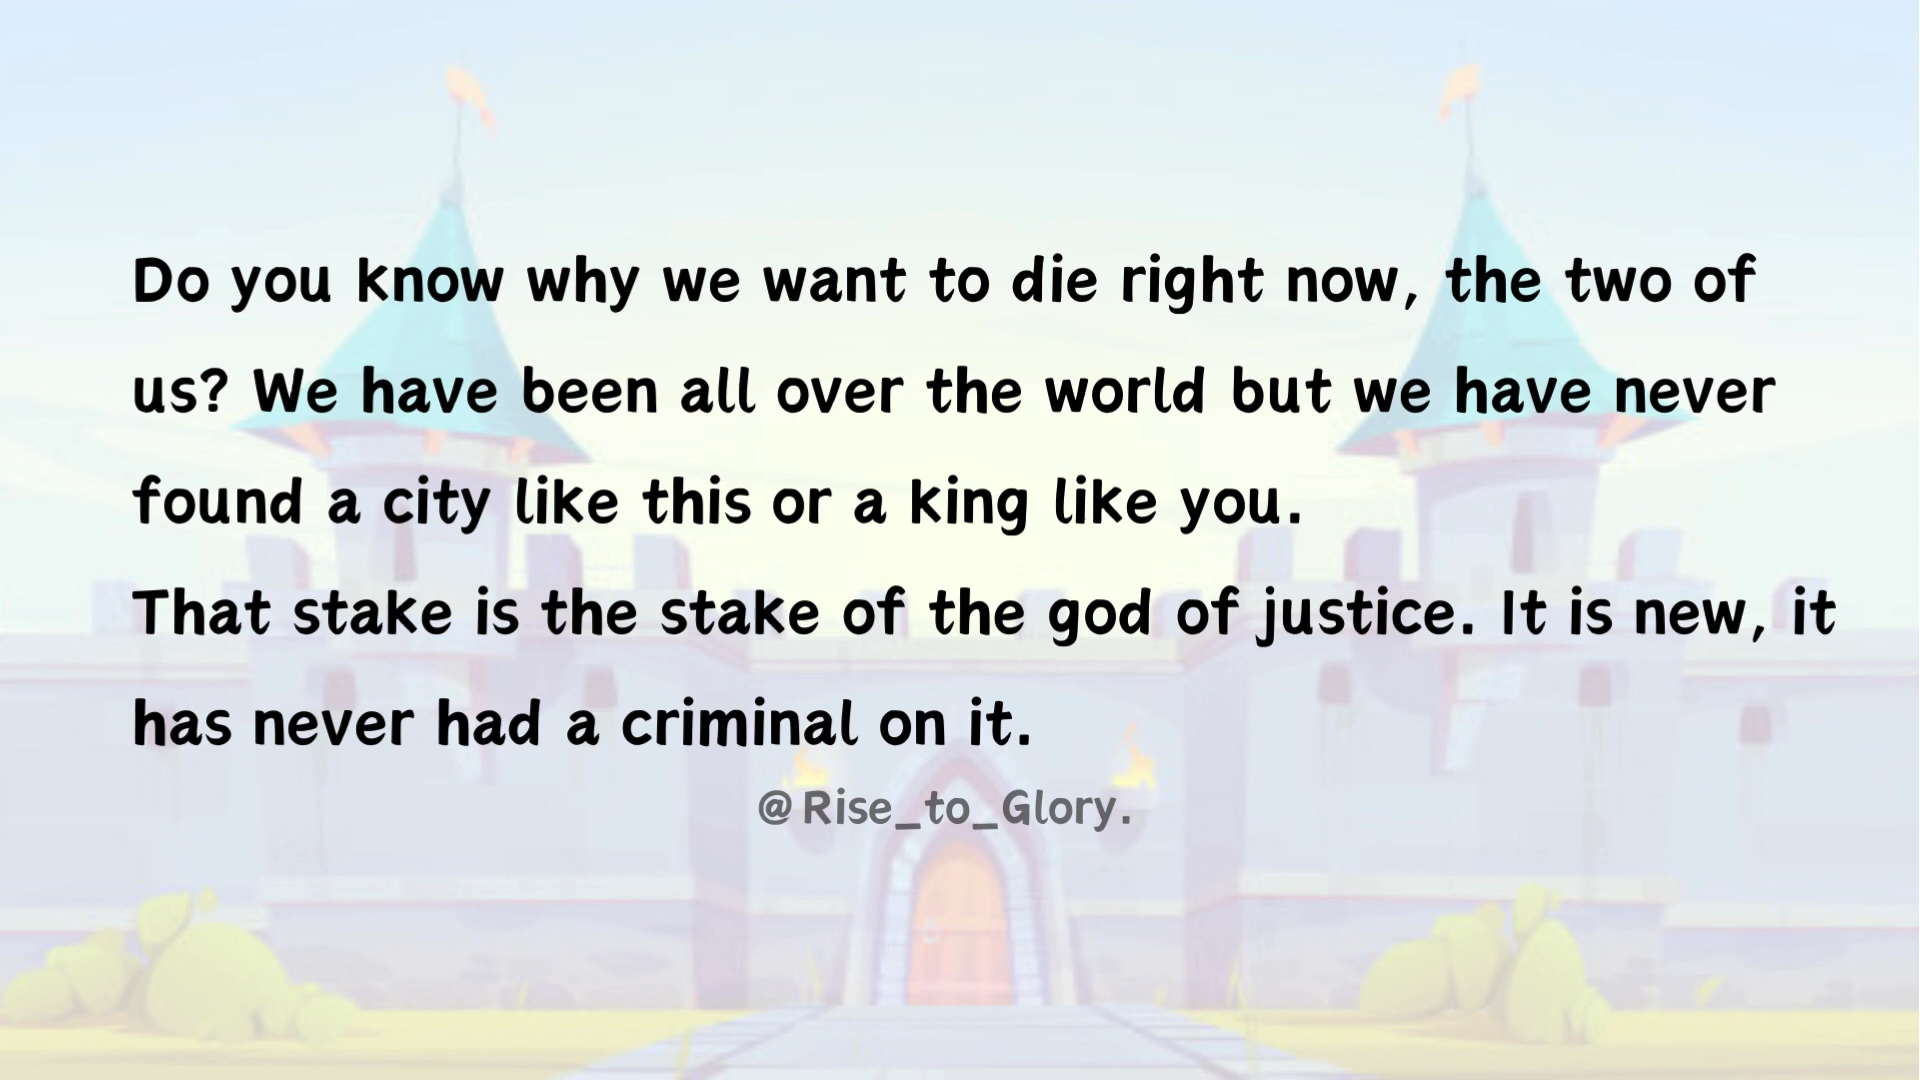 Do you know why we want to die right now, the two of
us? We have been all over the world but we have never
found a city like this or a king like you.
That stake is the stake of the god of justice. It is new, it
has never had a criminal on it.
@Rise_to_Glory.